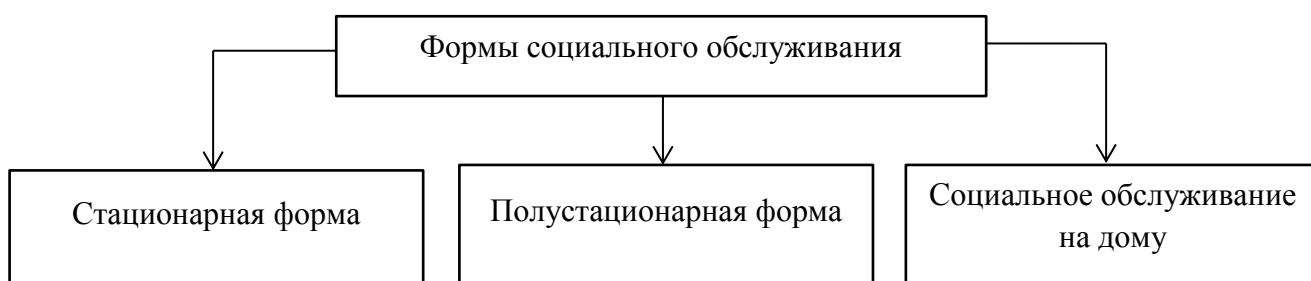 Формы социального обслуживания
Стационарная форма
Полустационарная форма
Социальное обслуживание
на дому